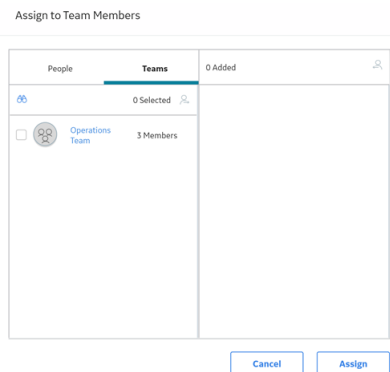 Assign to Team Members
People
Teams
0 Added
0 Selected
Operations
Team
3 Members
Cancel
Assign